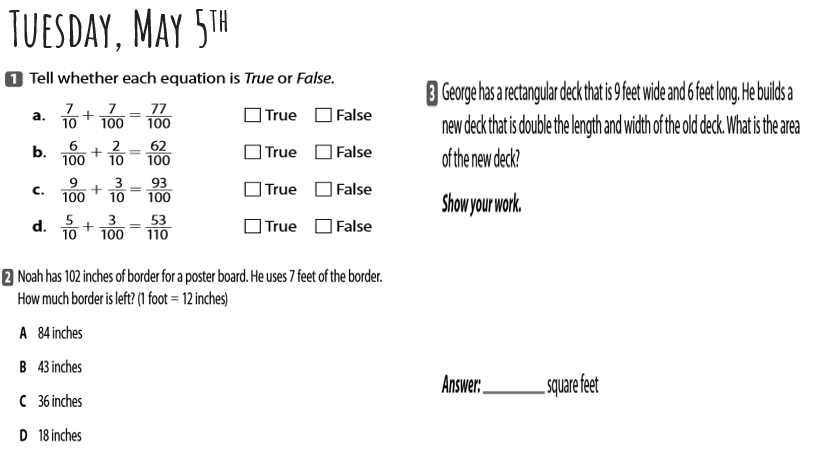 Tuesday, May 5th
1 Tell whether each equation is True or False.
a. 7/10 + 7/100 = 77/100 ☐ True ☐ False
b. 6/100 + 2/10 = 62/100 ☐ True ☐ False
c. 9/100 + 3/10 = 93/100 ☐ True ☐ False
d. 5/10 + 3/100 = 53/110 ☐ True ☐ False
2 Noah has 102 inches of border for a poster board. He uses 7 feet of the border.
How much border is left? (1 foot = 12 inches)
A 84 inches
B 43 inches
C 36 inches
D 18 inches
3 George has a rectangular deck that is 9 feet wide and 6 feet long. He builds a
new deck that is double the length and width of the old deck. What is the area
of the new deck?
Show your work.
Answer: ________ square feet